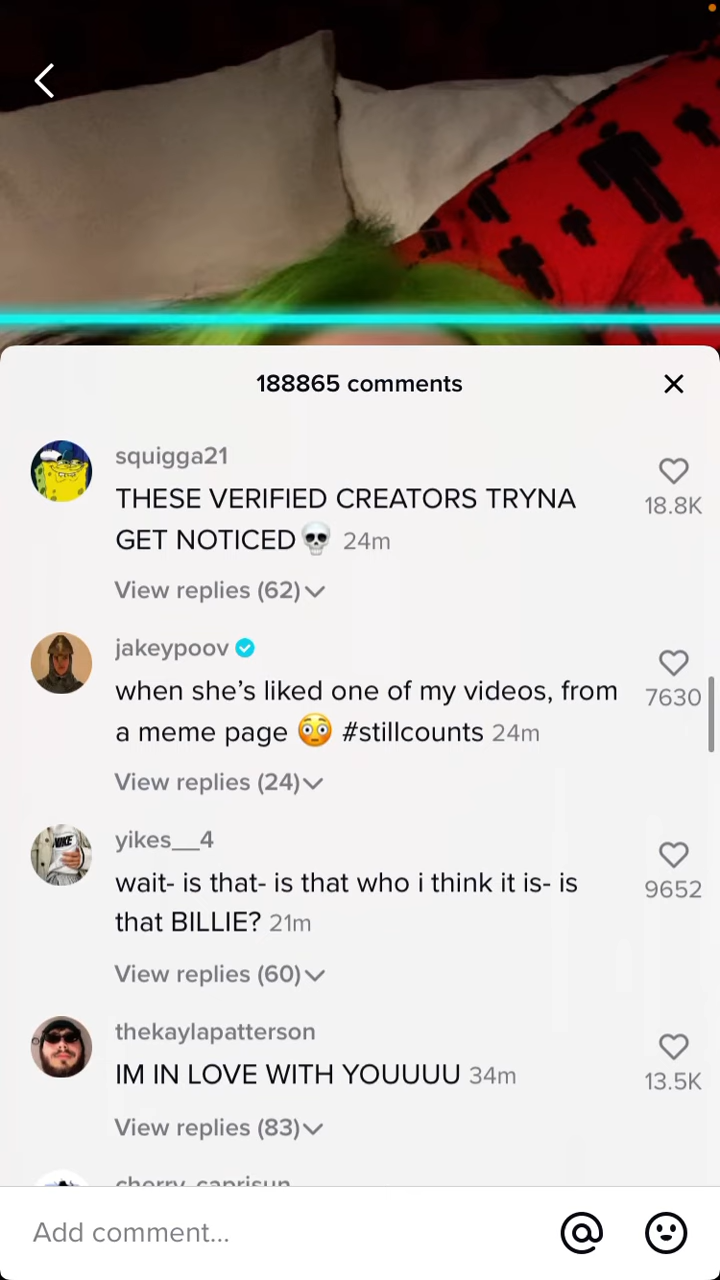 188865 comments
squigga21
THESE VERIFIED CREATORS TRYNA
GET NOTICED💀 24m
18.8K
View replies (62)
jakeypoov
when she's liked one of my videos, from
a meme page 😳 #stillcounts 24m
7630
View replies (24)
yikes__4
wait- is that- is that who i think it is- is
that BILLIE? 21m
9652
View replies (60)
thekaylapatterson
IM IN LOVE WITH YOUUUU 34m
13.5K
View replies (83)
cherry_caprisun
Add comment...